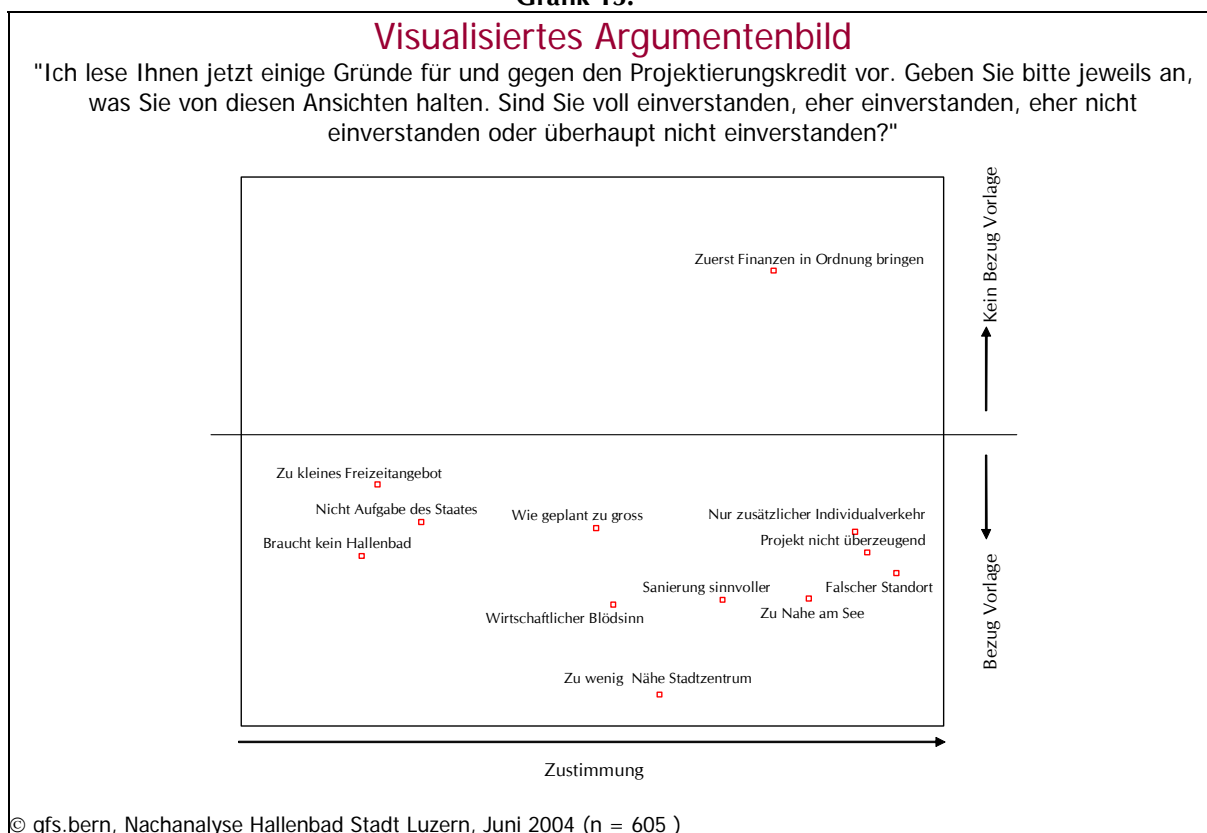 Grafik 13:
Visualisiertes Argumentenbild
"Ich lese Ihnen jetzt einige Gründe für und gegen den Projektierungskredit vor. Geben Sie bitte jeweils an,
was Sie von diesen Ansichten halten. Sind Sie voll einverstanden, eher einverstanden, eher nicht
einverstanden oder überhaupt nicht einverstanden?"
Kein Bezug Vorlage
Zuerst Finanzen in Ordnung bringen
Zu kleines Freizeitangebot
Nicht Aufgabe des Staates
Wie geplant zu gross
Nur zusätzlicher Individualverkehr
Braucht kein Hallenbad
Projekt nicht überzeugend
Sanierung sinnvoller
Falscher Standort
Wirtschaftlicher Blödsinn
Zu Nahe am See
Bezug Vorlage
Zu wenig Nähe Stadtzentrum
Zustimmung
© gfs.bern, Nachanalyse Hallenbad Stadt Luzern, Juni 2004 (n = 605 )